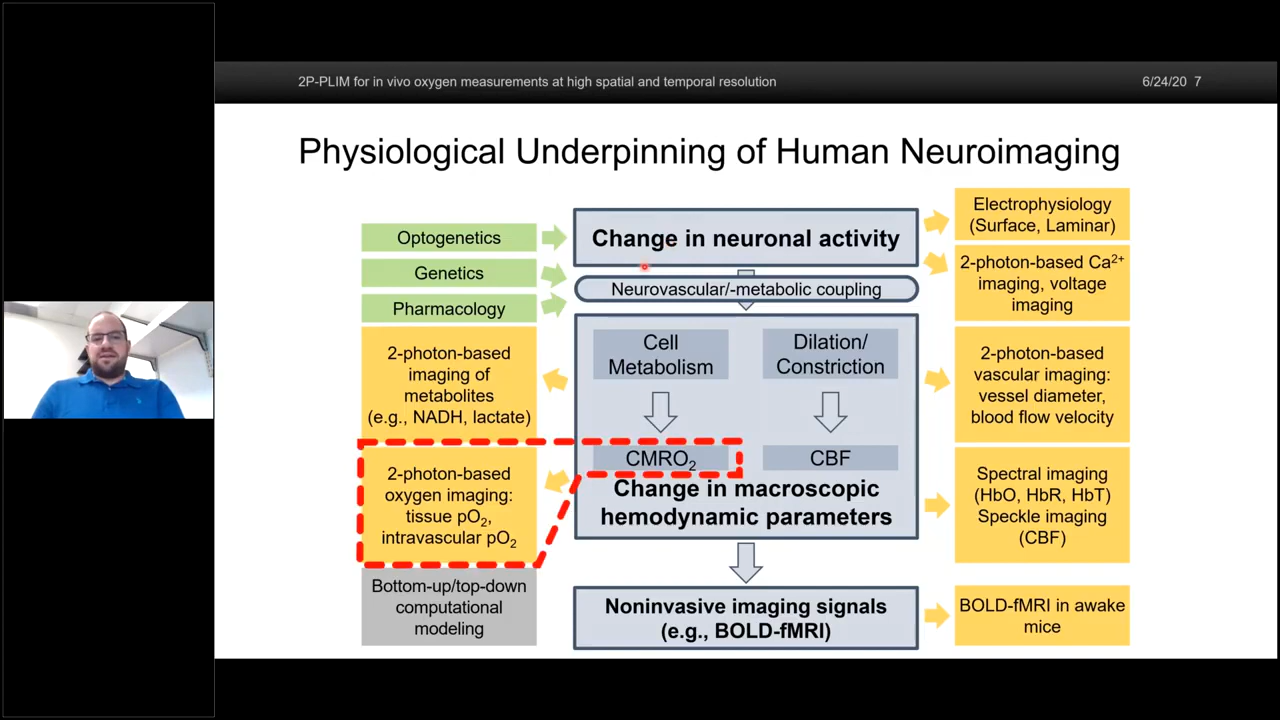 2P-PLIM for in vivo oxygen measurements at high spatial and temporal resolution
6/24/20 7
Physiological Underpinning of Human Neuroimaging
Optogenetics
Genetics
Pharmacology
2-photon-based
imaging of
metabolites
(e.g., NADH, lactate)
2-photon-based
oxygen imaging:
tissue pO₂,
intravascular pO₂
Bottom-up/top-down
computational
modeling
Change in neuronal activity
Neurovascular/-metabolic coupling
Cell
Metabolism
Dilation/
Constriction
CMRO₂
CBF
Change in macroscopic
hemodynamic parameters
Noninvasive imaging signals
(e.g., BOLD-fMRI)
Electrophysiology
(Surface, Laminar)
2-photon-based Ca²⁺
imaging, voltage
imaging
2-photon-based
vascular imaging:
vessel diameter,
blood flow velocity
Spectral imaging
(HbO, HbR, HbT)
Speckle imaging
(CBF)
BOLD-fMRI in awake
mice